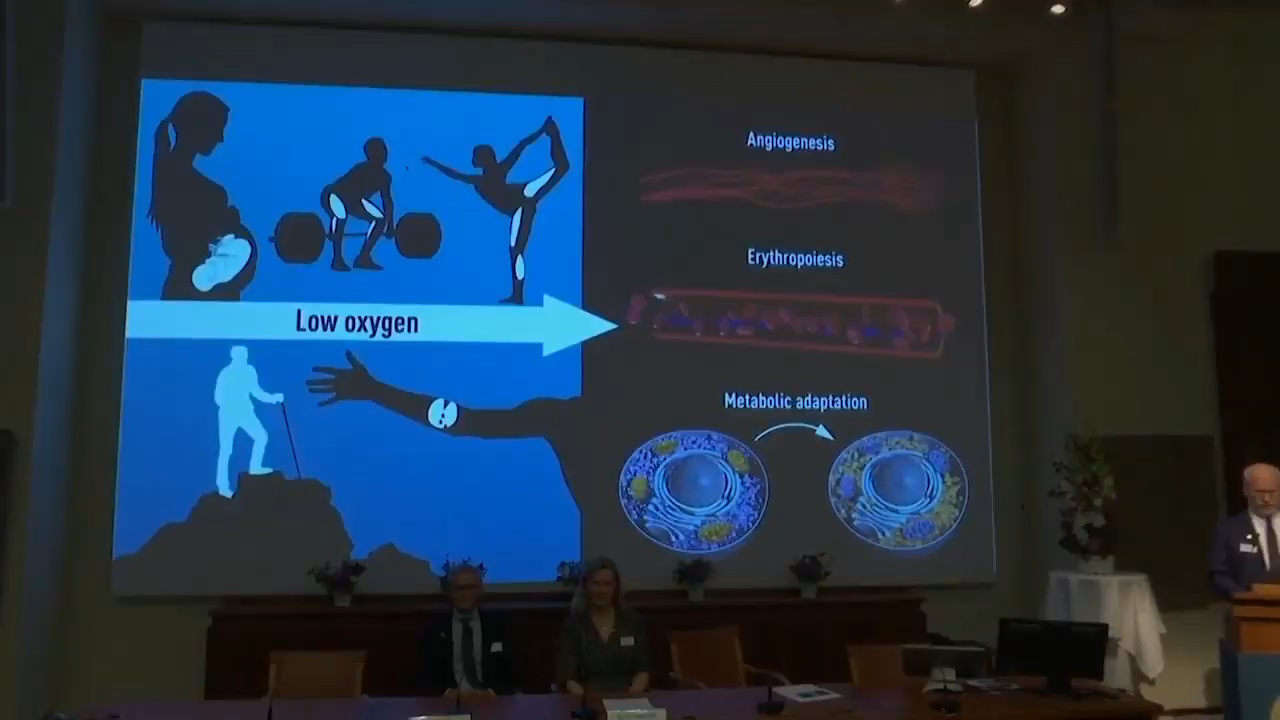 Angiogenesis
Erythropoiesis
Low oxygen
Metabolic adaptation